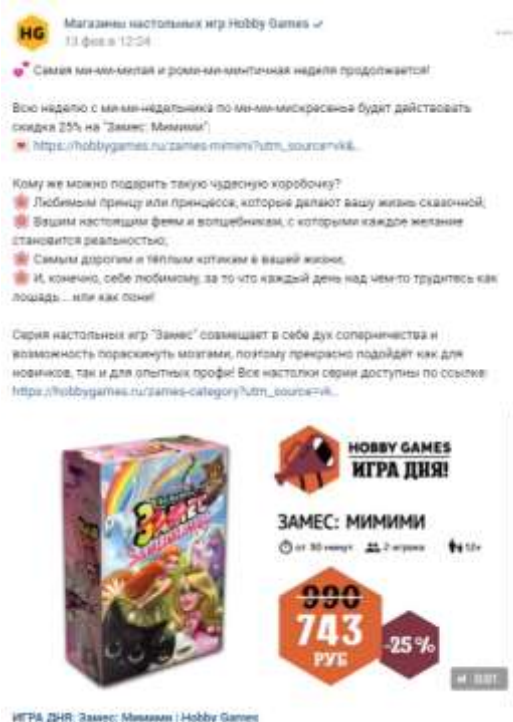 HG
Магазины настольных игр Hobby Games
13 фев в 12:34
Самая ми-ми-милая и роми-ми-минтичная неделя продолжается!
Всю неделю с ми-ми-недельника по ми-ми-мискресенье будет действовать
скидка 25% на "Замес: Мимими":
https://hobbygames.ru/zames-mimimi?utm_source=vk&..
Кому же можно подарить такую чудесную коробочку?
Любимым принцу или принцессе, которые делают вашу жизнь сказочной;
Вашим настоящим феям и волшебникам, с которыми каждое желание
становится реальностью;
Самым дорогим и тёплым котикам в вашей жизни;
И, конечно, себе любимому, за то что каждый день над чем-то трудитесь как
лошадь... или как пони!
Серия настольных игр "Замес" совмещает в себе дух соперничества и
возможность пораскинуть мозгами, поэтому прекрасно подойдёт как для
новичков, так и для опытных профи! Все настолки серии доступны по ссылке:
https://hobbygames.ru/zames-category?utm_source=vk..
HOBBY GAMES
ИГРА ДНЯ!
ЗАМЕС: МИМИМИ
от 30 минут 2 игрока 12+
990
743
РУБ
-25%
ЗАМЕС
ИГРА ДНЯ: Замес: Мимими | Hobby Games